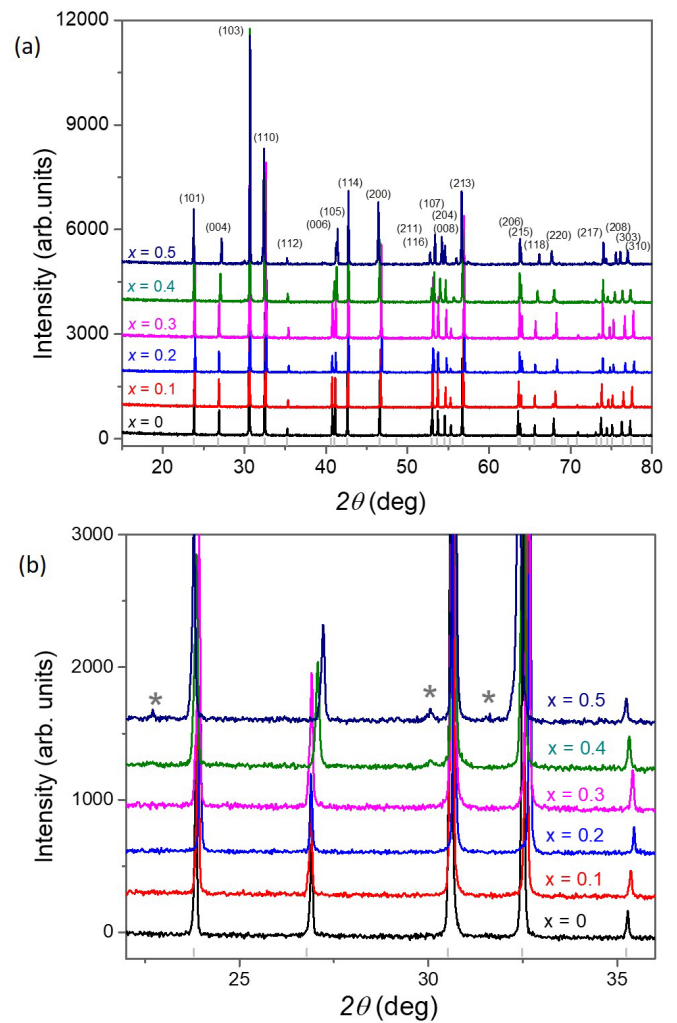 (a)
Intensity (arb.units)
12000
9000
6000
3000
0
(103)
(110)
(101)
(004)
(112)
(006)
(105)
(114)
(200)
(211)
(116)
(107)
(204)
(008)
(213)
(206)
(215)
(118)
(220)
(217)
(208)
(303)
(310)
x = 0.5
x = 0.4
x = 0.3
x = 0.2
x = 0.1
x = 0
20 30 40 50 60 70 80
2θ (deg)
(b)
Intensity (arb. units)
3000
2000
1000
0
* * *
x = 0.5
x = 0.4
x = 0.3
x = 0.2
x = 0.1
x = 0
25 30 35
2θ (deg)